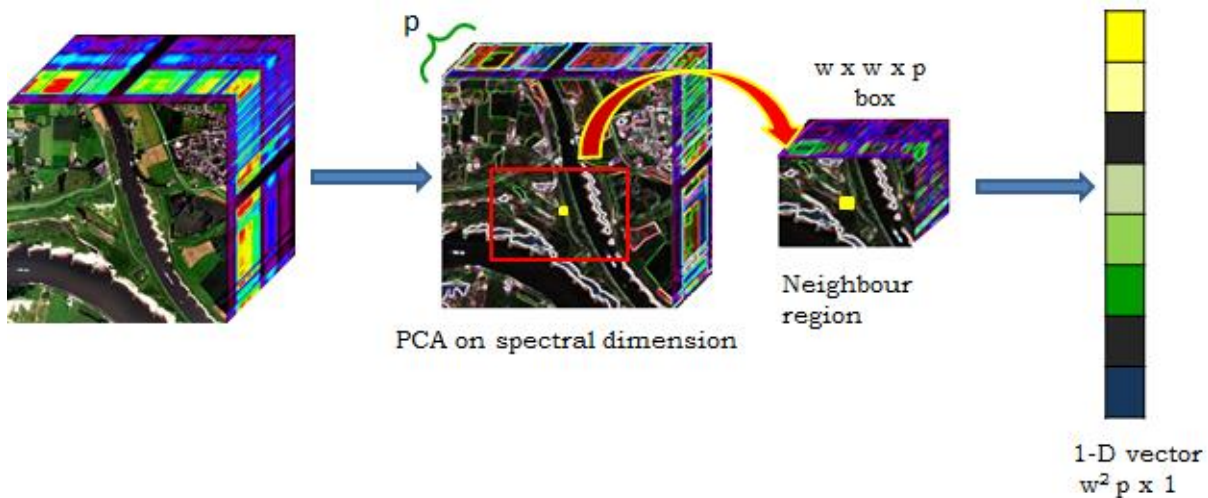 p
PCA on spectral dimension
w x w x p
box
Neighbour
region
1-D vector
w² p x 1